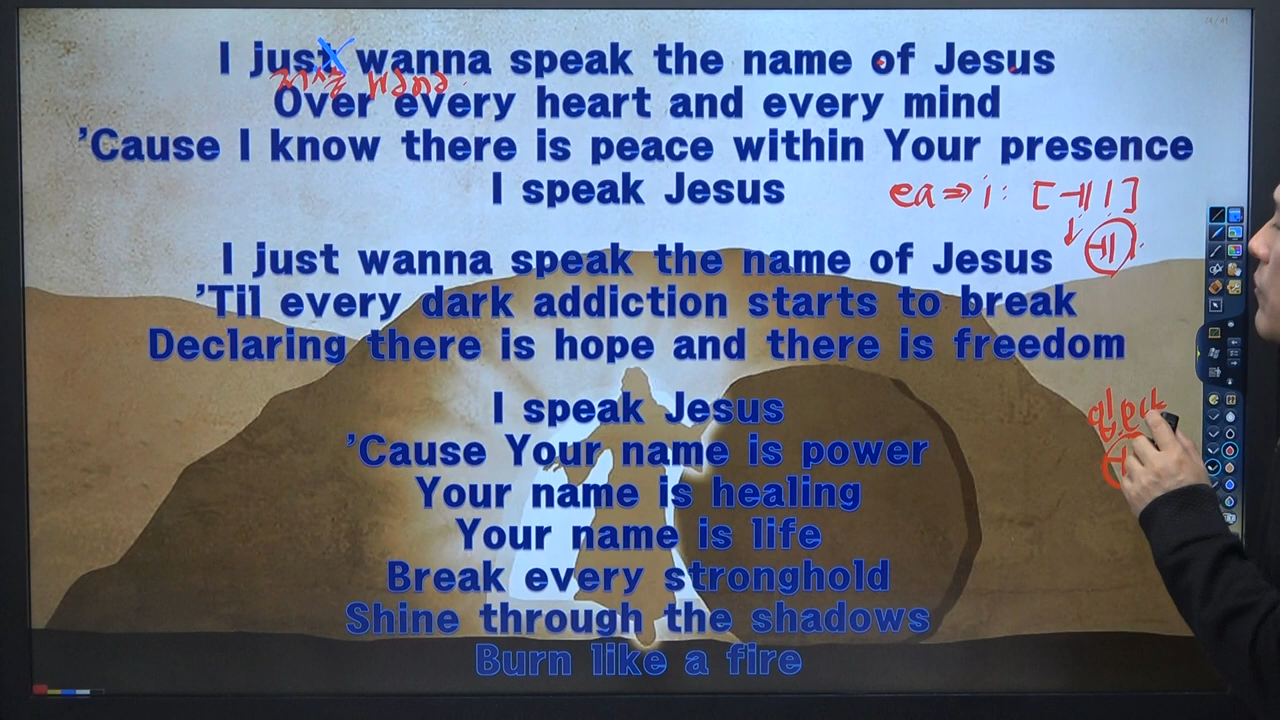 I just wanna speak the name of Jesus
Over every heart and every mind
’Cause I know there is peace within Your presence
I speak Jesus
ea ⇒ i: [ㅔㅣ]
ㅔ
I just wanna speak the name of Jesus
’Til every dark addiction starts to break
Declaring there is hope and there is freedom
I speak Jesus
’Cause Your name is power
Your name is healing
Your name is life
Break every stronghold
Shine through the shadows
Burn like a fire